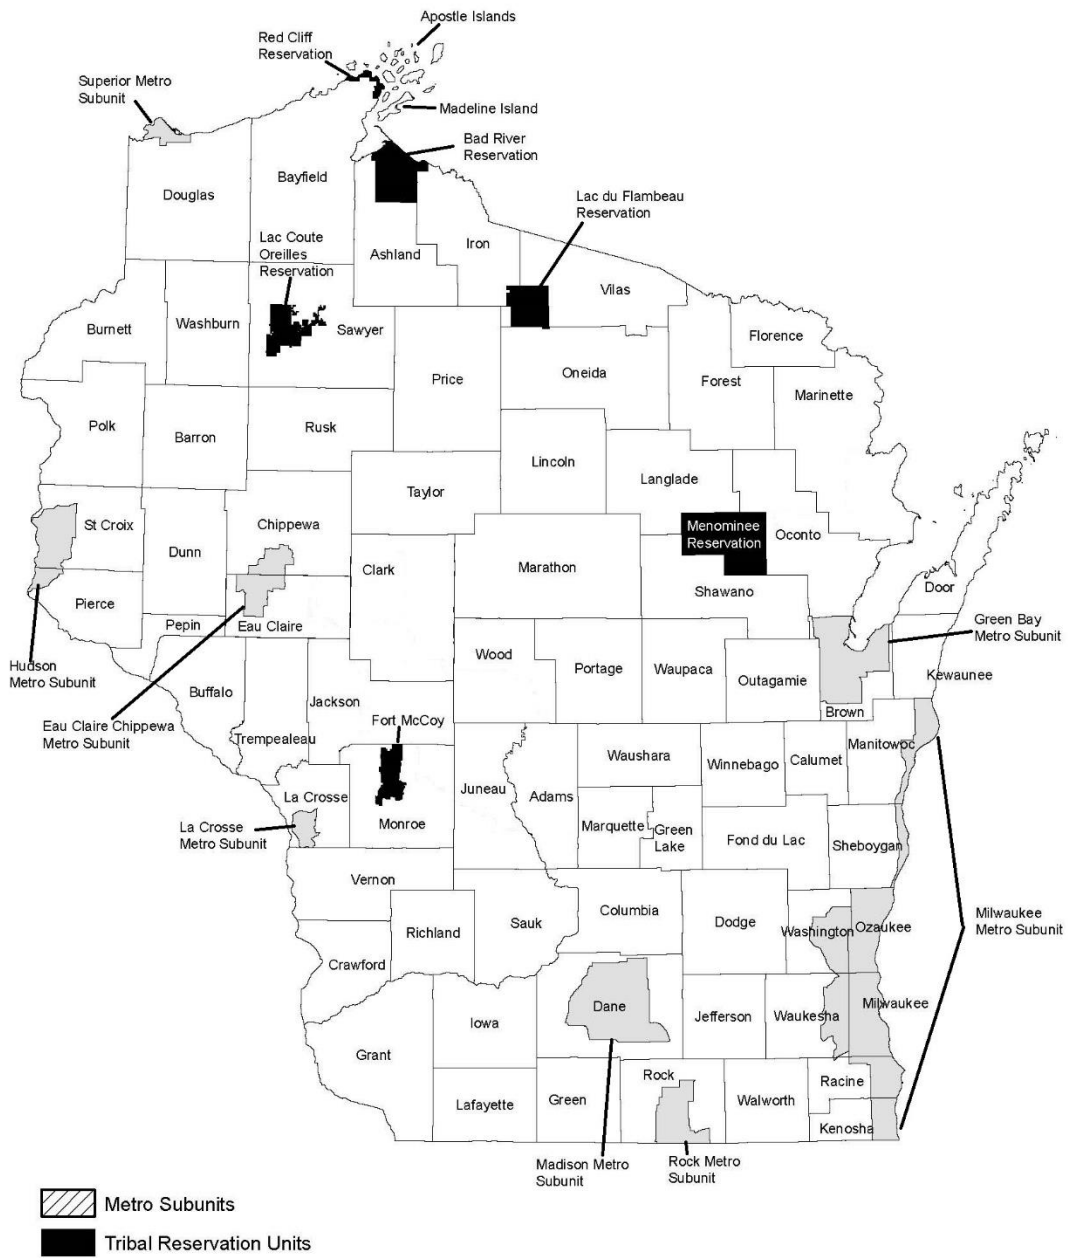 Apostle Islands
Red Cliff
Reservation
Superior Metro
Subunit
Madeline Island
Bad River
Reservation
Bayfield
Douglas
Lac du Flambeau
Reservation
Lac Coute
Oreilles
Reservation
Ashland
Iron
Vilas
Burnett
Washburn
Sawyer
Florence
Price
Oneida
Forest
Marinette
Polk
Barron
Rusk
Lincoln
Langlade
Taylor
St Croix
Chippewa
Menominee
Reservation
Oconto
Dunn
Clark
Marathon
Shawano
Door
Pierce
Pepin
Eau Claire
Green Bay
Metro Subunit
Hudson
Metro Subunit
Wood
Portage
Waupaca
Outagamie
Kewaunee
Buffalo
Jackson
Brown
Eau Claire Chippewa
Metro Subunit
Trempealeau
Fort McCoy
Manitowoc
Waushara
Winnebago
Calumet
La Crosse
Juneau
Adams
La Crosse
Metro Subunit
Monroe
Marquette
Green
Lake
Fond du Lac
Sheboygan
Vernon
Columbia
Dodge
Milwaukee
Metro Subunit
Richland
Sauk
Washington
Ozaukee
Crawford
Dane
Iowa
Jefferson
Waukesha
Milwaukee
Grant
Rock
Racine
Lafayette
Green
Walworth
Kenosha
Madison Metro
Subunit
Rock Metro
Subunit
Metro Subunits
Tribal Reservation Units